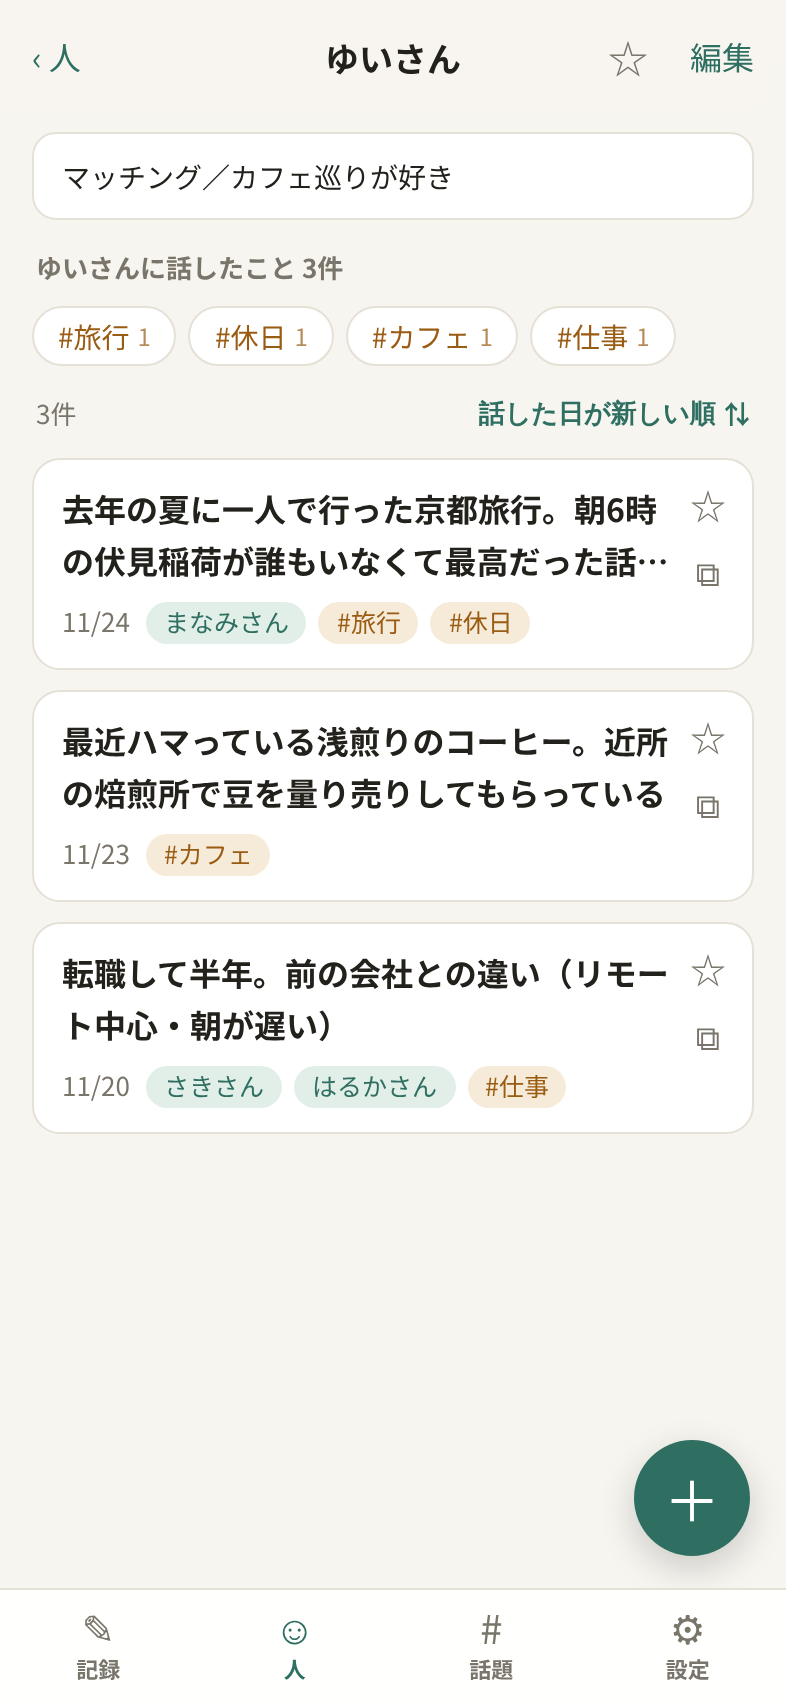 ‹ 人 ゆいさん ☆ 編集
マッチング／カフェ巡りが好き
ゆいさんに話したこと 3件
#旅行 1 #休日 1 #カフェ 1 #仕事 1
3件 話した日が新しい順 ⇅
去年の夏に一人で行った京都旅行。朝6時
の伏見稲荷が誰もいなくて最高だった話…
11/24 まなみさん #旅行 #休日
最近ハマっている浅煎りのコーヒー。近所
の焙煎所で豆を量り売りしてもらっている
11/23 #カフェ
転職して半年。前の会社との違い（リモー
ト中心・朝が遅い）
11/20 さきさん はるかさん #仕事
＋
記録 人 # 話題 設定